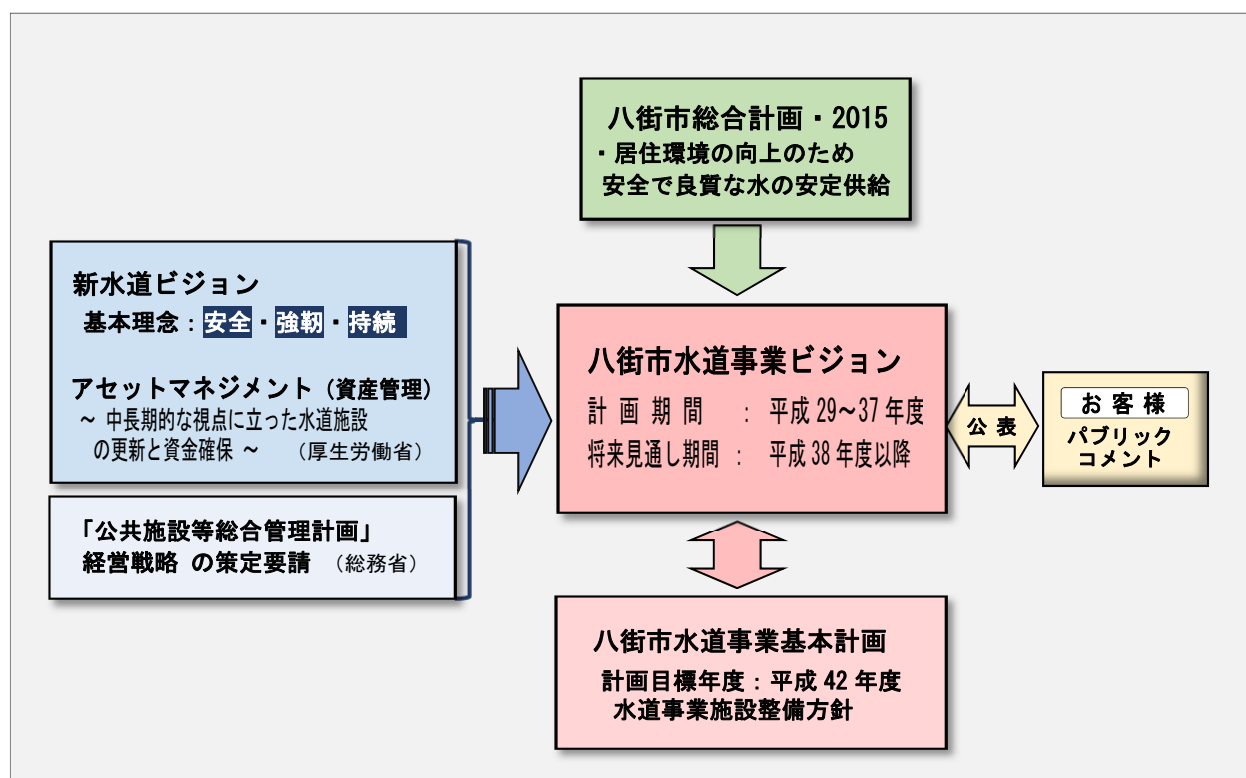 八街市総合計画・2015
・居住環境の向上のため
安全で良質な水の安定供給
新水道ビジョン
基本理念：安全・強靭・持続
アセットマネジメント（資産管理）
～ 中長期的な視点に立った水道施設
の更新と資金確保 ～ （厚生労働省）
「公共施設等総合管理計画」
経営戦略 の策定要請 （総務省）
八街市水道事業ビジョン
計画期間 ： 平成 29～37 年度
将来見通し期間 ： 平成 38 年度以降
公表
お客様
パブリック
コメント
八街市水道事業基本計画
計画目標年度：平成 42 年度
水道事業施設整備方針